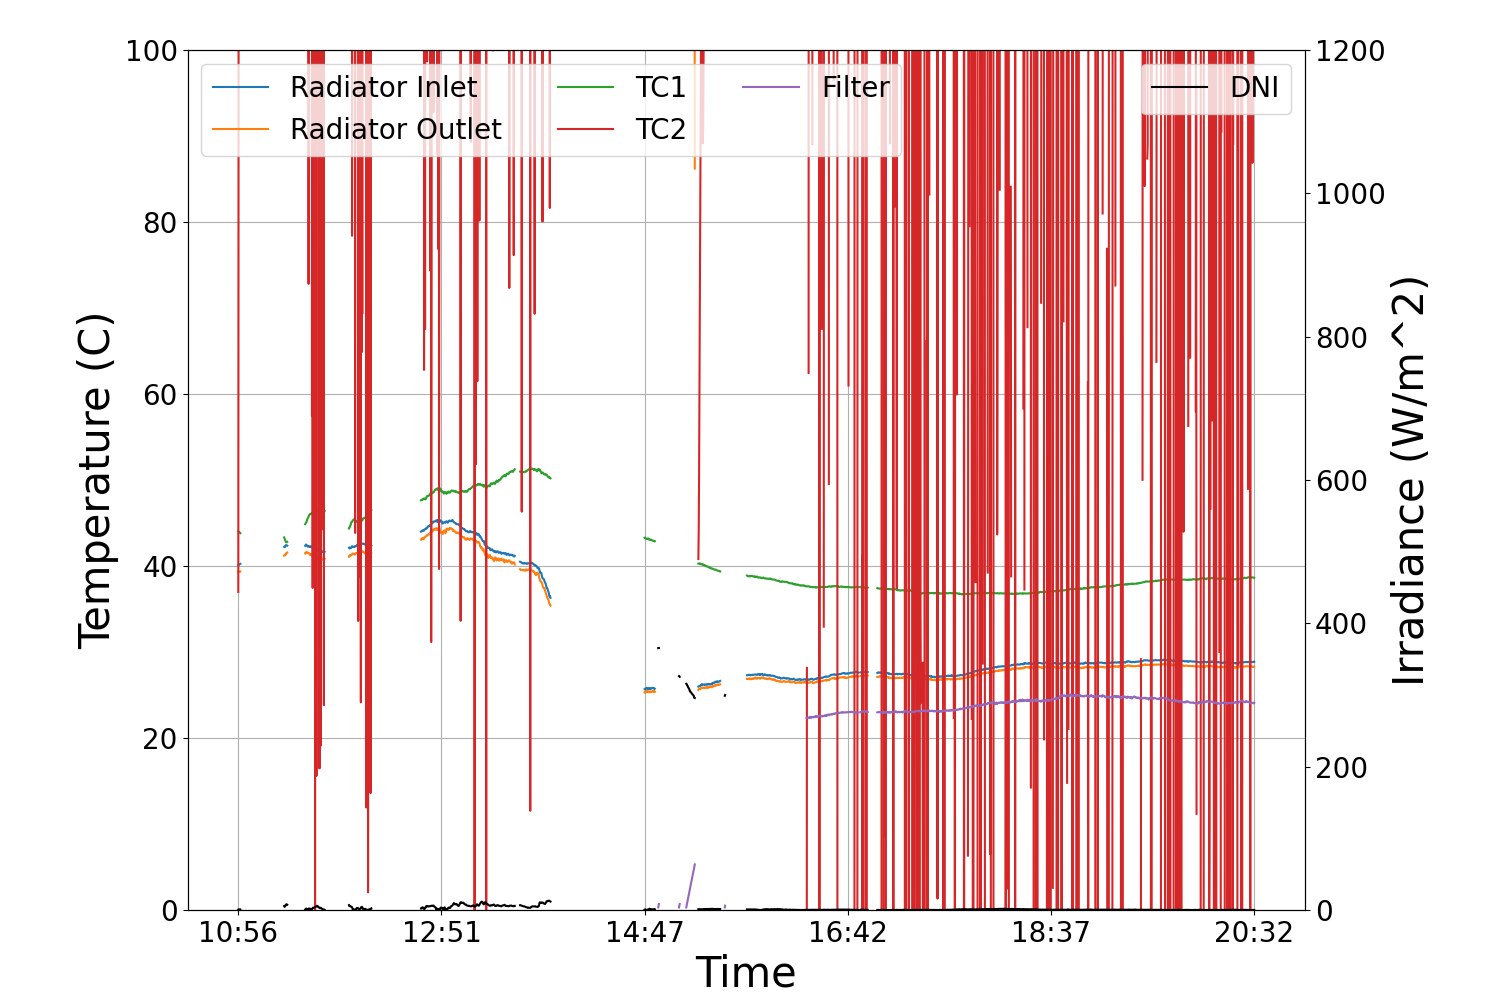 100
80
60
40
20
0
Temperature (C)
Radiator Inlet
Radiator Outlet
TC1
TC2
Filter
DNI
1200
1000
800
600
400
200
0
Irradiance (W/m^2)
10:56 12:51 14:47 16:42 18:37 20:32
Time